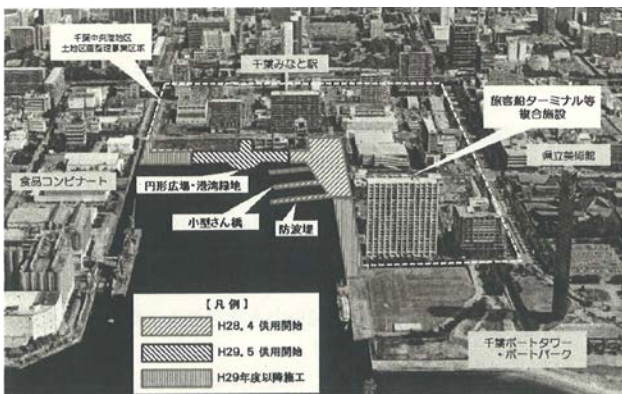 千葉中央港地区
土地区画整理事業区域
千葉みなと駅
旅客船ターミナル等
複合施設
県立美術館
食品コンビナート
円形広場・港湾緑地
小型さん橋
防波堤
【凡例】
H28.4 供用開始
H29.5 供用開始
H29年度以降施工
千葉ポートタワー
・ポートパーク